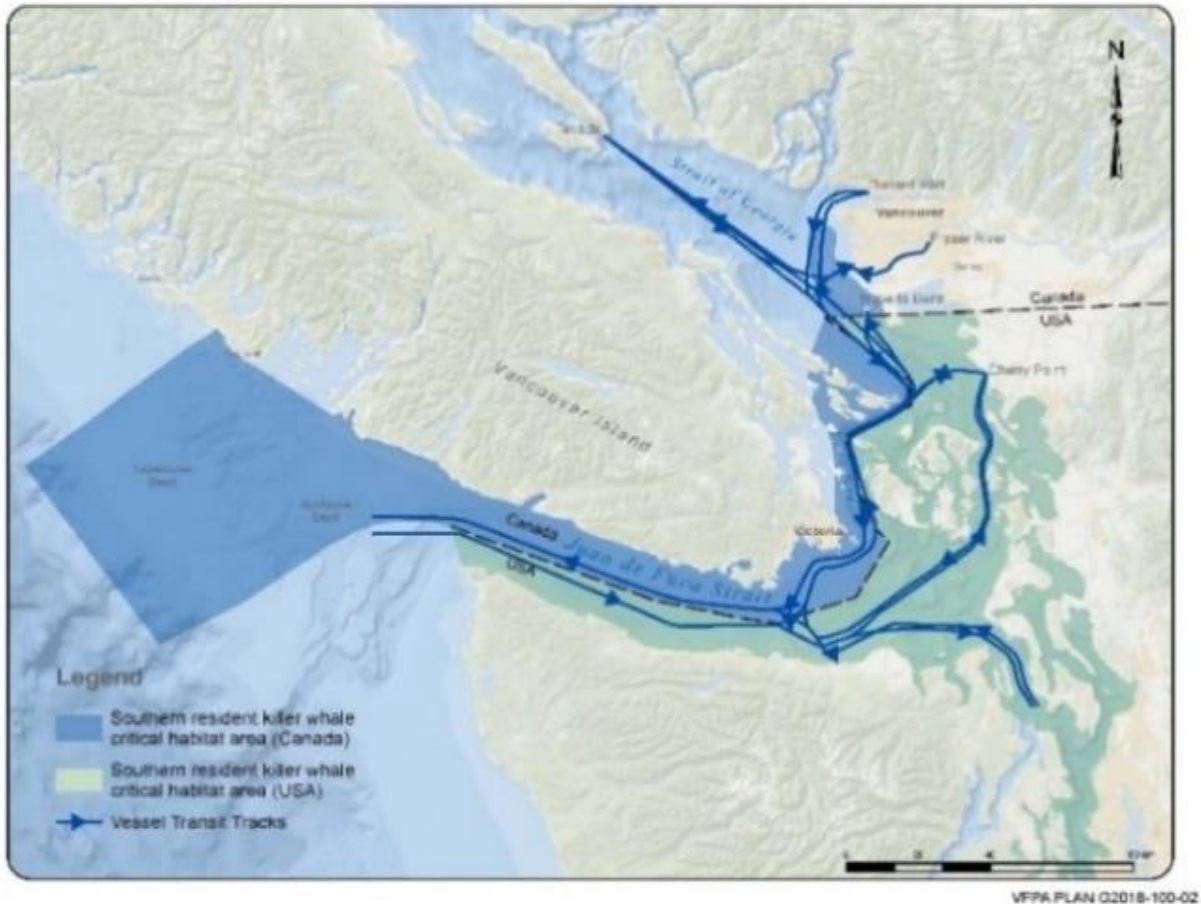 N
Strait of Georgia
Vancouver
Canada
USA
Cherry Point
Vancouver Island
Victoria
Canada
USA
Juan de Fuca Strait
Legend
Southern resident killer whale
critical habitat area (Canada)
Southern resident killer whale
critical habitat area (USA)
Vessel Transit Tracks
VFPA PLAN G2018-100-02